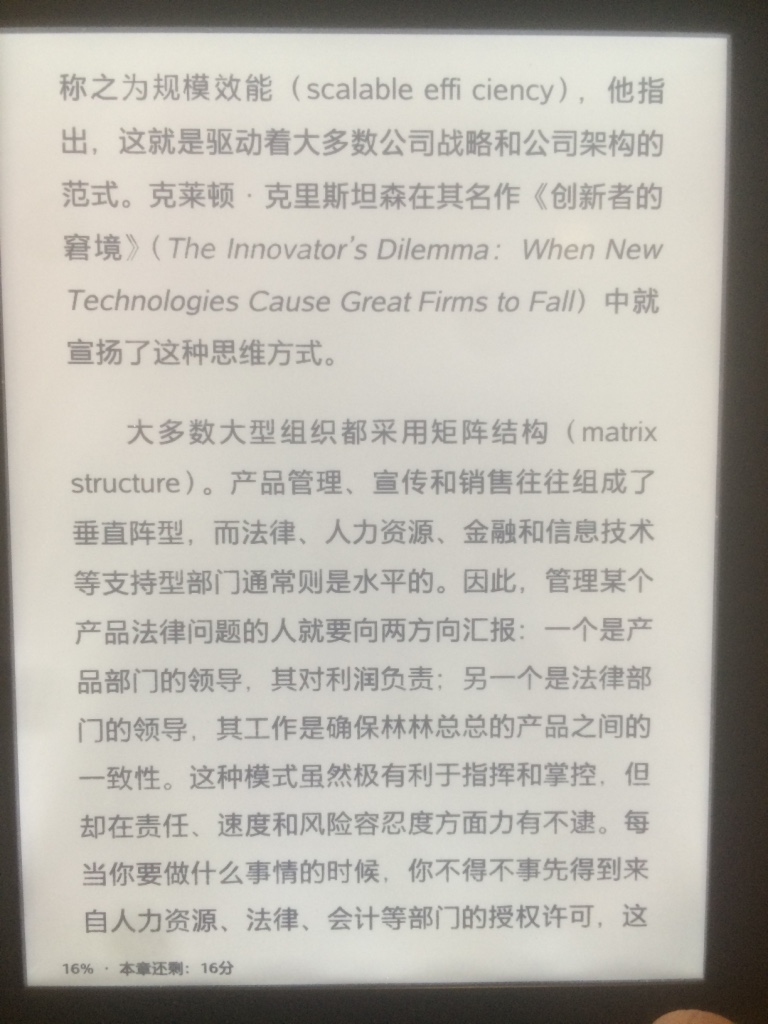 称之为规模效能（scalable effi ciency），他指
出，这就是驱动着大多数公司战略和公司架构的
范式。克莱顿·克里斯坦森在其名作《创新者的
窘境》（The Innovator's Dilemma：When New
Technologies Cause Great Firms to Fall）中就
宣扬了这种思维方式。
大多数大型组织都采用矩阵结构（matrix
structure）。产品管理、宣传和销售往往组成了
垂直阵型，而法律、人力资源、金融和信息技术
等支持型部门通常则是水平的。因此，管理某个
产品法律问题的人就要向两方向汇报：一个是产
品部门的领导，其对利润负责；另一个是法律部
门的领导，其工作是确保林林总总的产品之间的
一致性。这种模式虽然极有利于指挥和掌控，但
却在责任、速度和风险容忍度方面力有不逮。每
当你要做什么事情的时候，你不得不事先得到来
自人力资源、法律、会计等部门的授权许可，这
16% · 本章还剩：16分